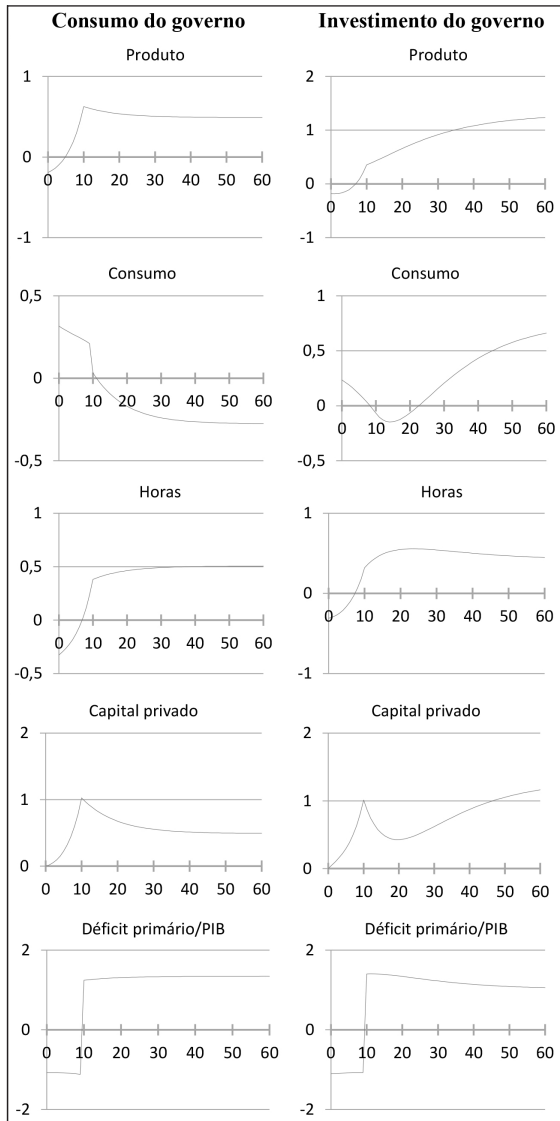 Consumo do governo Investimento do governo
Produto Produto
1 2
1
0
0 10 20 30 40 50 60
0
0 10 20 30 40 50 60
-1 -1
Consumo Consumo
0,5 1
0,5
0
0 10 20 30 40 50 60
0
0 10 20 30 40 50 60
-0,5 -0,5
Horas Horas
1 1
0,5
0
0 10 20 30 40 50 60
0
0 10 20 30 40 50 60
-0,5 -1
Capital privado Capital privado
2 2
1 1
0 0
0 10 20 30 40 50 60 0 10 20 30 40 50 60
Déficit primário/PIB Déficit primário/PIB
2 2
0 0
0 10 20 30 40 50 60 0 10 20 30 40 50 60
-2 -2